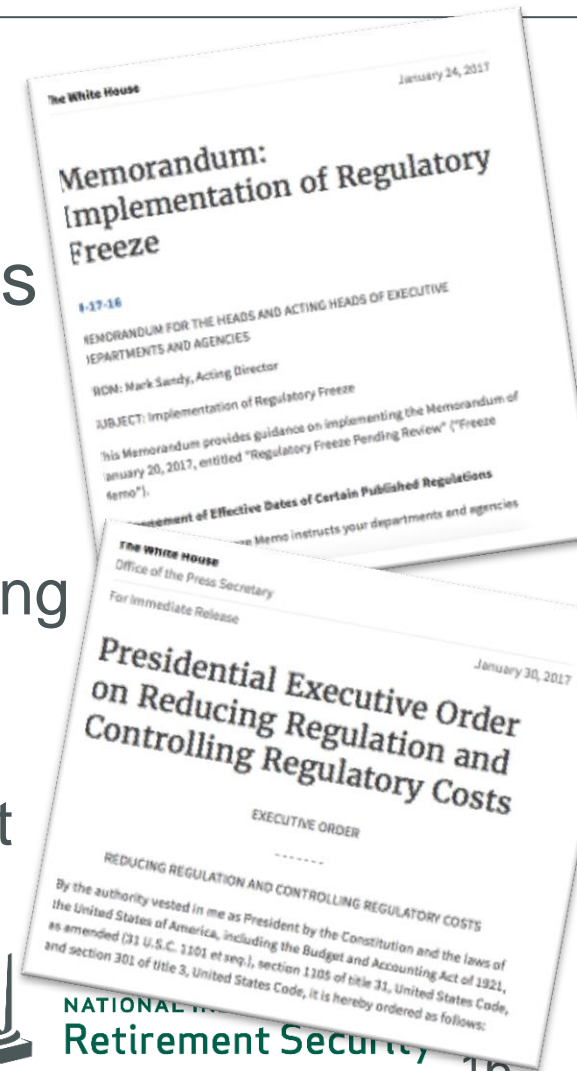 The White House
January 24, 2017
Memorandum:
Implementation of Regulatory
Freeze
MEMORANDUM FOR THE HEADS AND ACTING HEADS OF EXECUTIVE
DEPARTMENTS AND AGENCIES
FROM: Mark Sandy, Acting Director
SUBJECT: Implementation of Regulatory Freeze
This Memorandum provides guidance on implementing the Memorandum of
January 20, 2017, entitled "Regulatory Freeze Pending Review" ("Freeze
Memo").
of Effective Dates of Certain Published Regulations
Memo instructs your departments and agencies
s
ng
t
The White House
Office of the Press Secretary
For Immediate Release
January 30, 2017
Presidential Executive Order
on Reducing Regulation and
Controlling Regulatory Costs
EXECUTIVE ORDER
- - - - - - -
REDUCING REGULATION AND CONTROLLING REGULATORY COSTS
By the authority vested in me as President by the Constitution and the laws of
the United States of America, including the Budget and Accounting Act of 1921,
as amended (31 U.S.C. 1101 et seq.), section 1105 of title 31, United States Code,
and section 301 of title 3, United States Code, it is hereby ordered as follows:
NATIONAL
Retirement Security